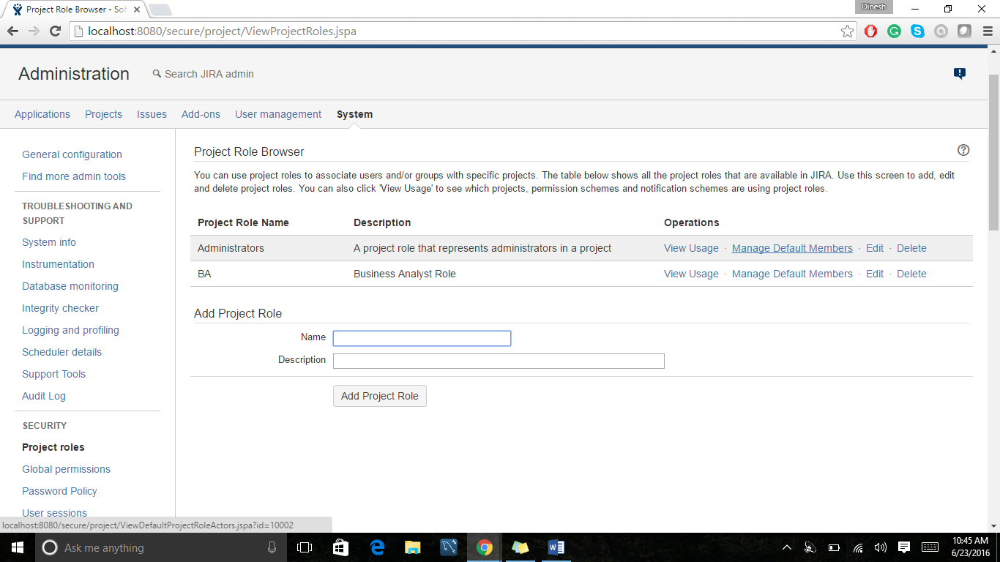 Project Role Browser - Sof
Dinesh
localhost:8080/secure/project/ViewProjectRoles.jspa
Administration
Search JIRA admin
Applications Projects Issues Add-ons User management System
General configuration
Find more admin tools
TROUBLESHOOTING AND
SUPPORT
System info
Instrumentation
Database monitoring
Integrity checker
Logging and profiling
Scheduler details
Support Tools
Audit Log
SECURITY
Project roles
Global permissions
Password Policy
User sessions
Project Role Browser
You can use project roles to associate users and/or groups with specific projects. The table below shows all the project roles that are available in JIRA. Use this screen to add, edit
and delete project roles. You can also click 'View Usage' to see which projects, permission schemes and notification schemes are using project roles.
Project Role Name Description Operations
Administrators A project role that represents administrators in a project View Usage · Manage Default Members · Edit · Delete
BA Business Analyst Role View Usage · Manage Default Members · Edit · Delete
Add Project Role
Name
Description
Add Project Role
localhost:8080/secure/project/ViewDefaultProjectRoleActors.jspa?id=10002
Ask me anything
10:45 AM
6/23/2016